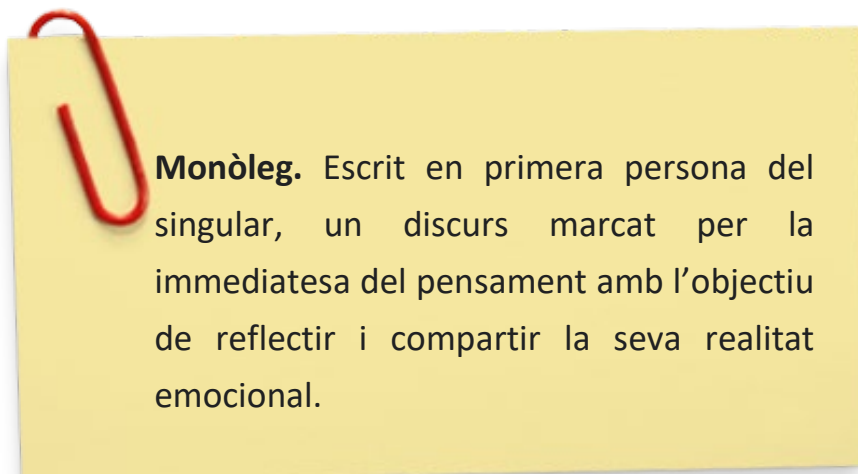 Monòleg. Escrit en primera persona del
singular, un discurs marcat per la
immediatesa del pensament amb l’objectiu
de reflectir i compartir la seva realitat
emocional.